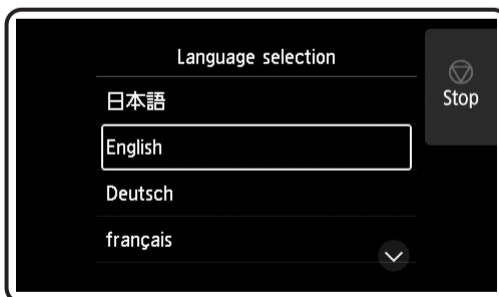 Language selection
Stop
日本語
English
Deutsch
français